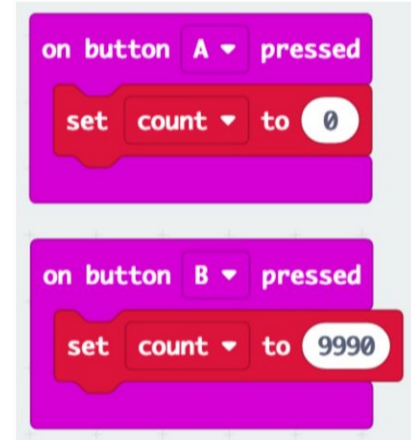 on button A pressed
set count to 0
on button B pressed
set count to 9990